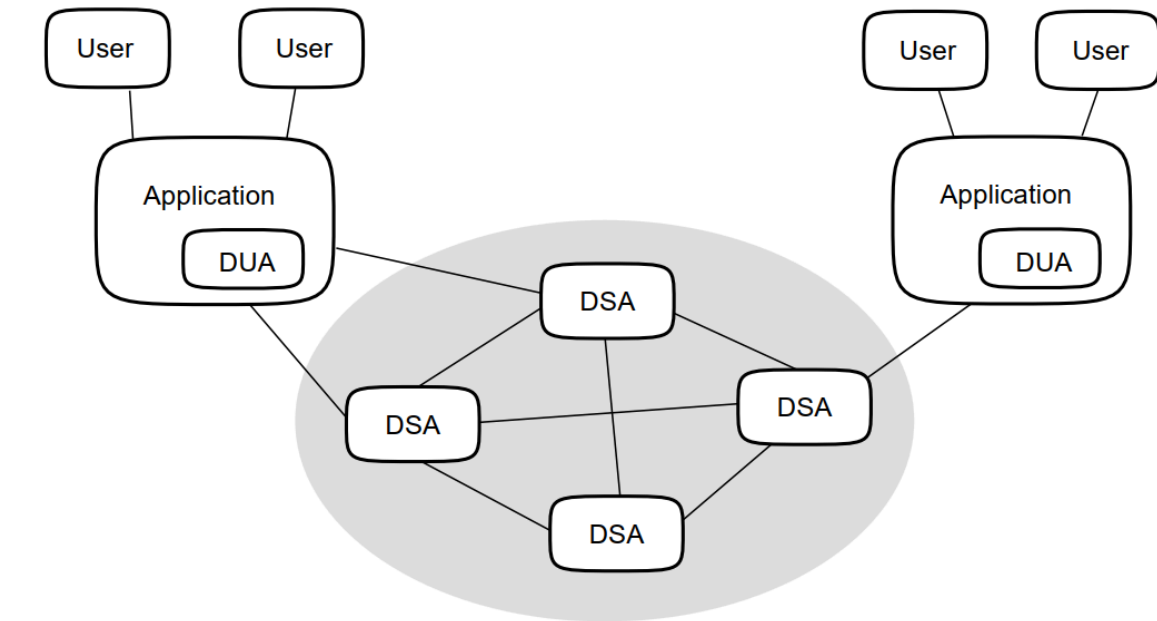 User
User
User
User
Application
Application
DUA
DUA
DSA
DSA
DSA
DSA